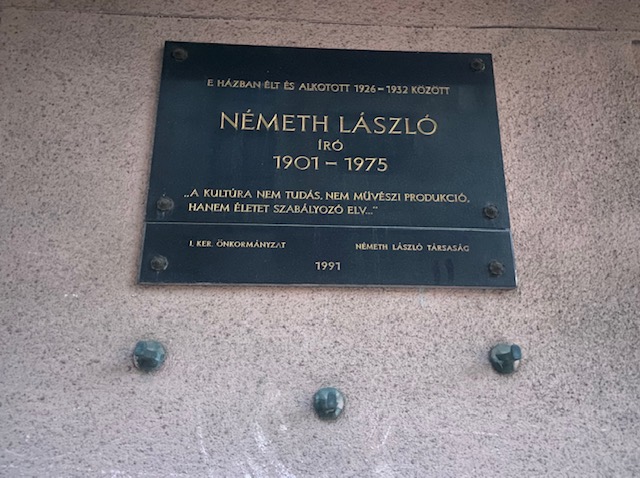 E HÁZBAN ÉLT ÉS ALKOTOTT 1926–1932 KÖZÖTT
NÉMETH LÁSZLÓ
ÍRÓ
1901 – 1975
„A KULTÚRA NEM TUDÁS, NEM MŰVÉSZI PRODUKCIÓ,
HANEM ÉLETET SZABÁLYOZÓ ELV..."
I. KER. ÖNKORMÁNYZAT NÉMETH LÁSZLÓ TÁRSASÁG
1991